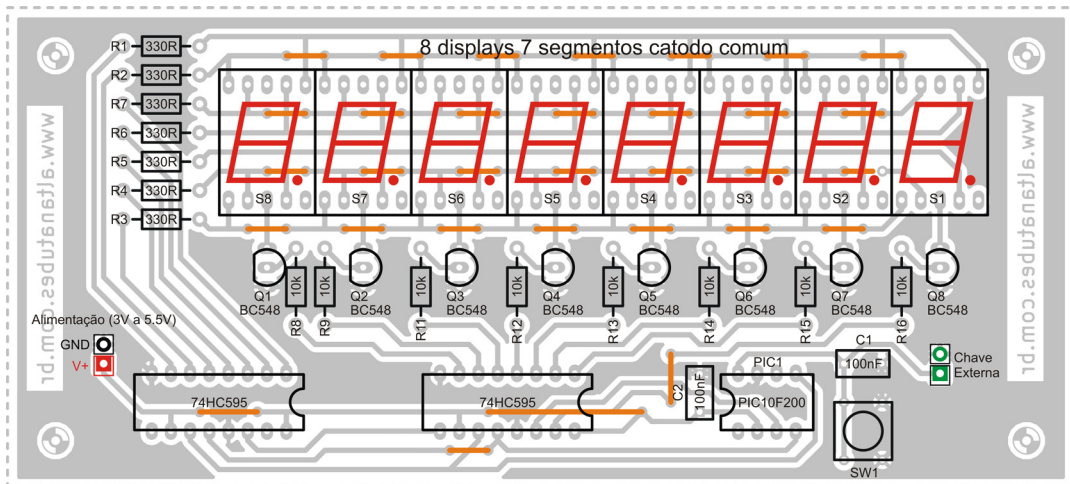 8 displays 7 segmentos catodo comum
R1 330R
R2 330R
R7 330R
R6 330R
R5 330R
R4 330R
R3 330R
S8 S7 S6 S5 S4 S3 S2 S1
www.altanatubes.com.br
www.altanatubes.com.br
Q1 BC548
R8 10k
R9 10k
Q2 BC548
R11 10k
Q3 BC548
R12 10k
Q4 BC548
R13 10k
Q5 BC548
R14 10k
Q6 BC548
R15 10k
Q7 BC548
R16 10k
Q8 BC548
Alimentação (3V a 5.5V)
GND
V+
C1
100nF
Chave
Externa
74HC595
74HC595
C2
100nF
PIC1
PIC10F200
SW1